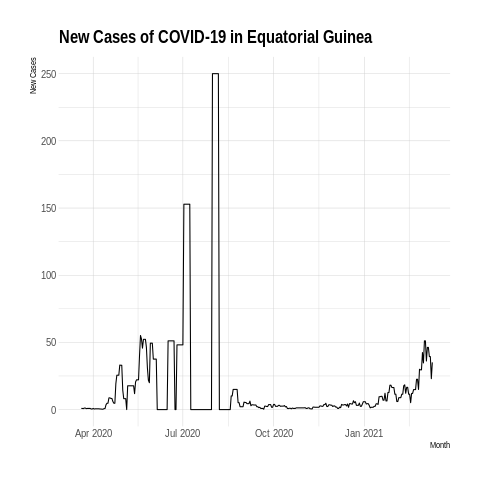 New Cases of COVID-19 in Equatorial Guinea
New Cases
250
200
150
100
50
0
Apr 2020 Jul 2020 Oct 2020 Jan 2021
Month